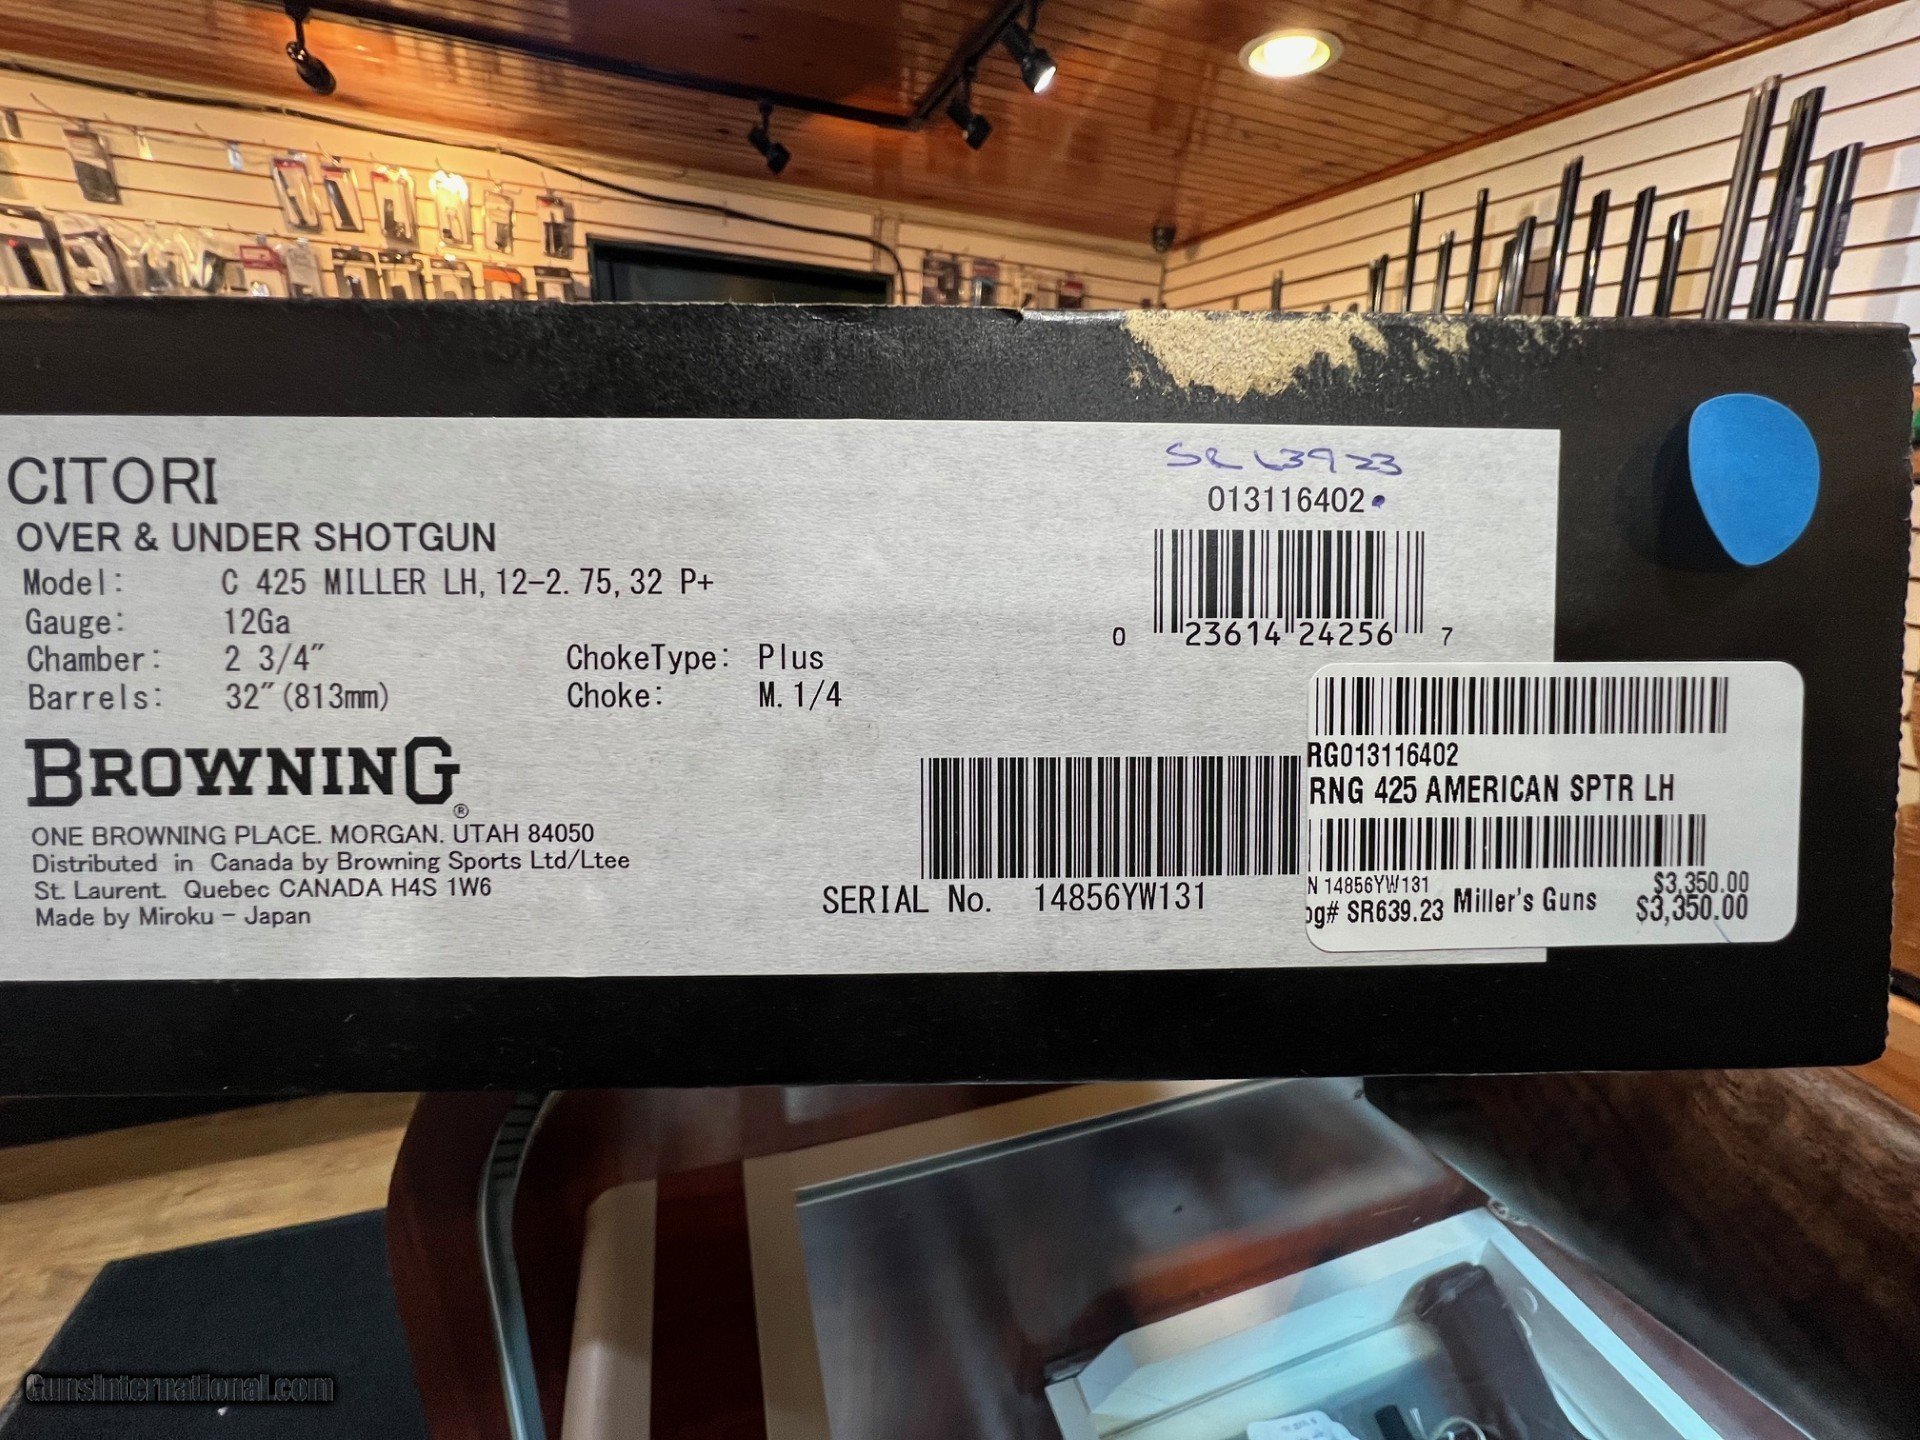 CITORI
OVER & UNDER SHOTGUN
Model: C 425 MILLER LH, 12-2.75, 32 P+
Gauge: 12Ga
Chamber: 2 3/4" ChokeType: Plus
Barrels: 32" (813mm) Choke: M. 1/4
BROWNING®
ONE BROWNING PLACE. MORGAN. UTAH 84050
Distributed in Canada by Browning Sports Ltd/Ltee
St. Laurent. Quebec CANADA H4S 1W6
Made by Miroku - Japan
SR 639 23
013116402
0 23614 24256 7
SERIAL No. 14856YW131
RG013116402
RNG 425 AMERICAN SPTR LH
N 14856YW131 $3,350.00
og# SR639.23 Miller's Guns $3,350.00
GunsInternational.com